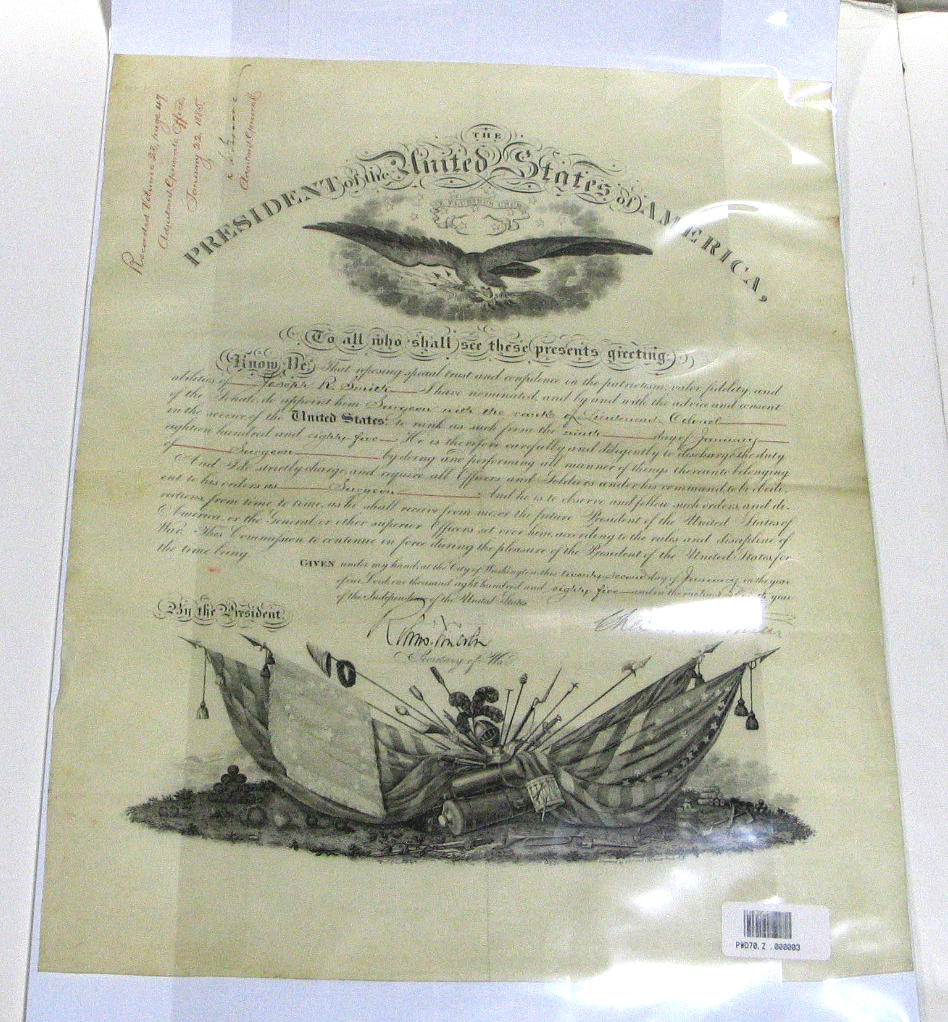 Recorded Volume 22, page 47
Adjutant General's Office
January 22 1885
Adjutant General
THE
PRESIDENT of the United States of AMERICA,
E PLURIBUS UNUM
To all who shall see these presents greeting:
Know Ye, That reposing special trust and confidence in the patriotism, valor, fidelity, and
abilities of Joseph R. Smith I have nominated, and by and with the advice and consent
of the Senate, do appoint him Surgeon with the rank of Lieutenant Colonel
in the service of the United States: to rank as such from the ninth day of January
eighteen hundred and eighty-five He is therefore carefully and diligently to discharge the duty
of Surgeon by doing and performing all manner of things thereunto belonging
And I do strictly charge, and require all Officers and Soldiers under his command, to be obedi-
ent to his orders as Surgeon And he is to observe and follow such orders, and di-
rections, from time to time, as he shall receive from me, or the future President of the United States of
America, or the General, or other superior Officers set over him, according to the rules and discipline of
War. This Commission to continue in force during the pleasure of the President of the United States for
the time being.
GIVEN under my hand, at the City of Washington, this twenty-second day of January in the year
of our Lord, one thousand eight hundred and eighty-five and in the ninth year
of the Independence of the United States
By the President:
Robt. T. Lincoln
Secretary of War
PWD70.Z.000003